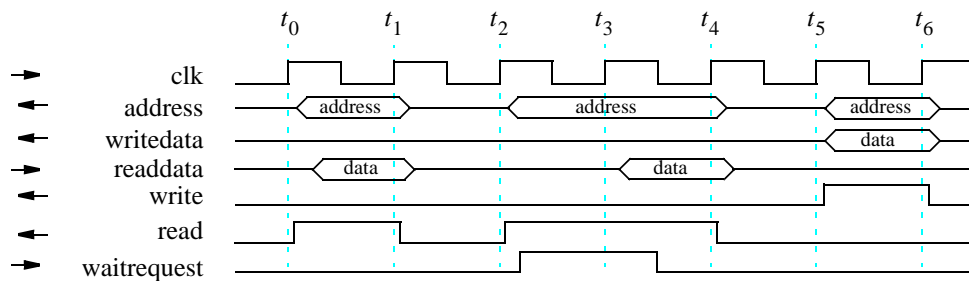 t0 t1 t2 t3 t4 t5 t6
clk
address address address address
writedata data
readdata data data
write
read
waitrequest